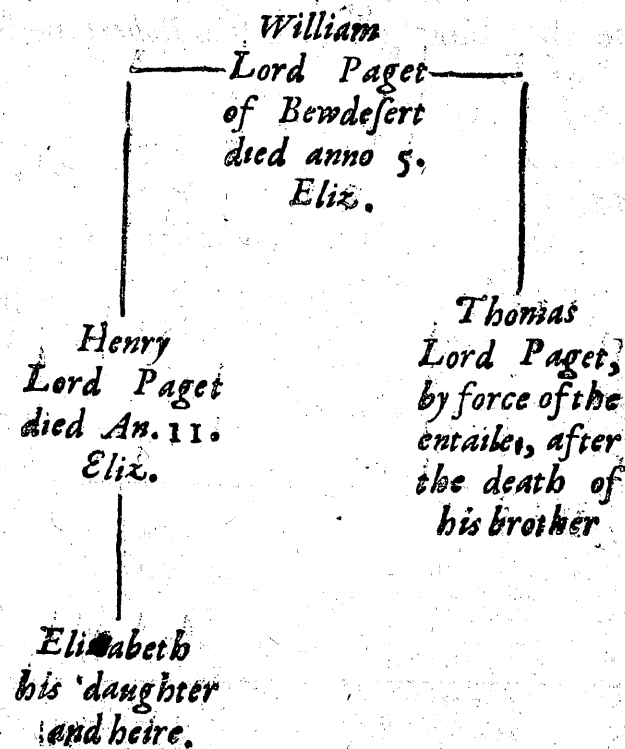 William
Lord Paget
of Bewdeſert
died anno 5.
Eliz.
Henry
Lord Paget
died An. 11.
Eliz.
Elizabeth
his daughter
and heire.
Thomas
Lord Paget,
by force of the
entaile, after
the death of
his brother